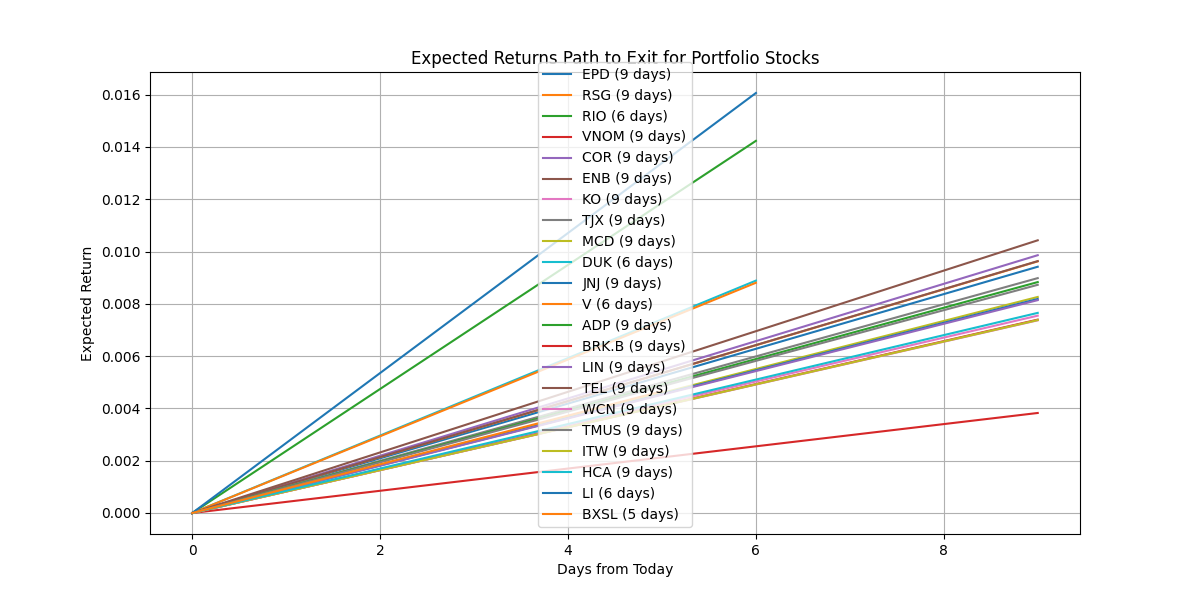 Expected Returns Path to Exit for Portfolio Stocks
EPD (9 days)
RSG (9 days)
RIO (6 days)
VNOM (9 days)
COR (9 days)
ENB (9 days)
KO (9 days)
TJX (9 days)
MCD (9 days)
DUK (6 days)
JNJ (9 days)
V (6 days)
ADP (9 days)
BRK.B (9 days)
LIN (9 days)
TEL (9 days)
WCN (9 days)
TMUS (9 days)
ITW (9 days)
HCA (9 days)
LI (6 days)
BXSL (5 days)
Expected Return
0.016
0.014
0.012
0.010
0.008
0.006
0.004
0.002
0.000
0 2 4 6 8
Days from Today